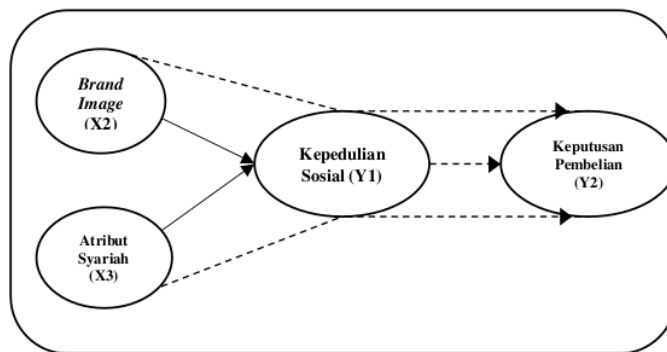 Brand
Image
(X2)
Kepedulian
Sosial (Y1)
Keputusan
Pembelian
(Y2)
Atribut
Syariah
(X3)